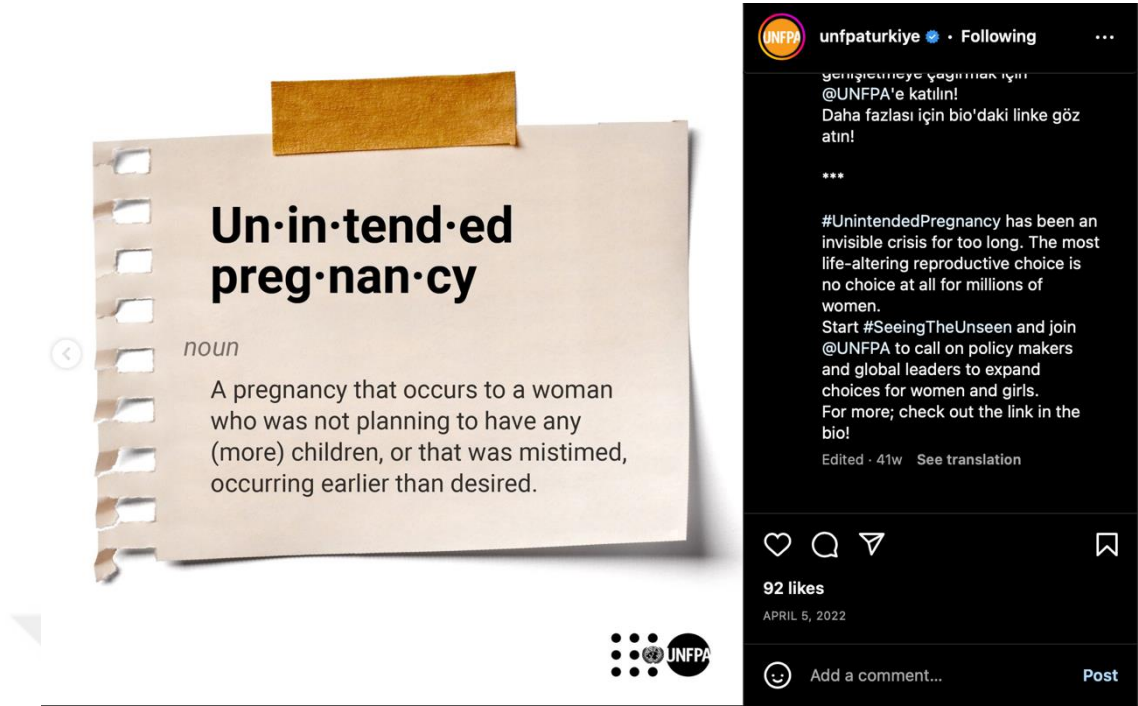 Un·in·tend·ed
preg·nan·cy
noun
A pregnancy that occurs to a woman
who was not planning to have any
(more) children, or that was mistimed,
occurring earlier than desired.
UNFPA
UNFPA
unfpaturkiye • Following
genişletmeye çağırmak için
@UNFPA'e katılın!
Daha fazlası için bio'daki linke göz
atın!
***
#UnintendedPregnancy has been an
invisible crisis for too long. The most
life-altering reproductive choice is
no choice at all for millions of
women.
Start #SeeingTheUnseen and join
@UNFPA to call on policy makers
and global leaders to expand
choices for women and girls.
For more; check out the link in the
bio!
Edited · 41w See translation
92 likes
APRIL 5, 2022
Add a comment... Post